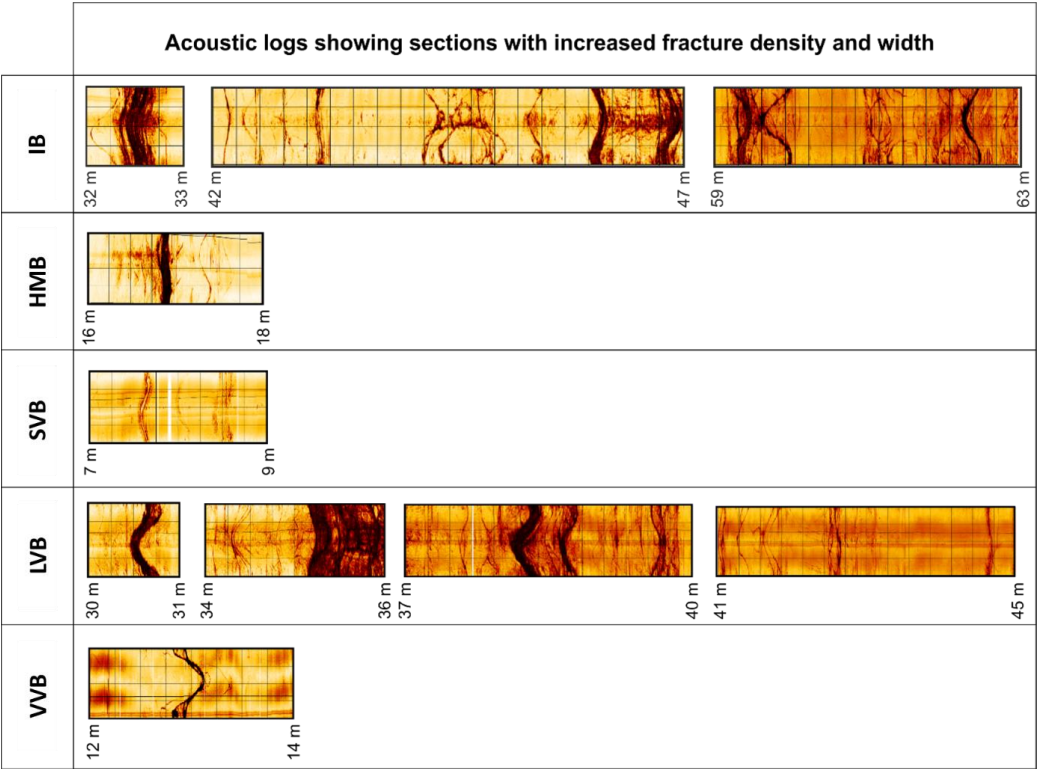 Acoustic logs showing sections with increased fracture density and width
IB
32 m
33 m
42 m
47 m
59 m
63 m
HMB
16 m
18 m
SVB
7 m
9 m
LVB
30 m
31 m
34 m
36 m
37 m
40 m
41 m
45 m
VVB
12 m
14 m